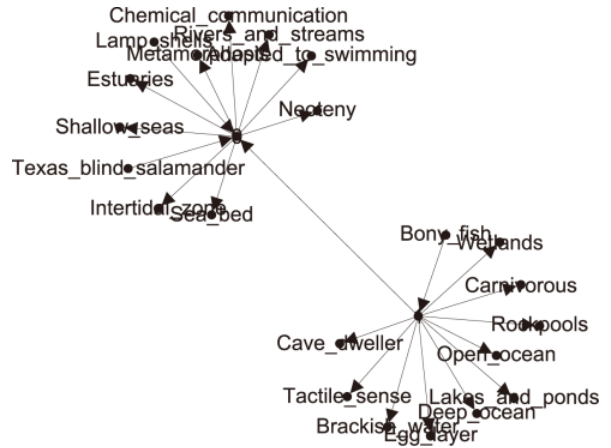 Chemical_communication
Rivers_and_streams
Lamp_shells
Metamorphosis
Adapted_to_swimming
Estuaries
Neoteny
Shallow_seas
Texas_blind_salamander
Intertidal_zone
Sea_bed
Bony_fish
Wetlands
Carnivorous
Rockpools
Cave_dweller
Open_ocean
Tactile_sense
Lakes_and_ponds
Deep_ocean
Brackish_water
Egg_layer